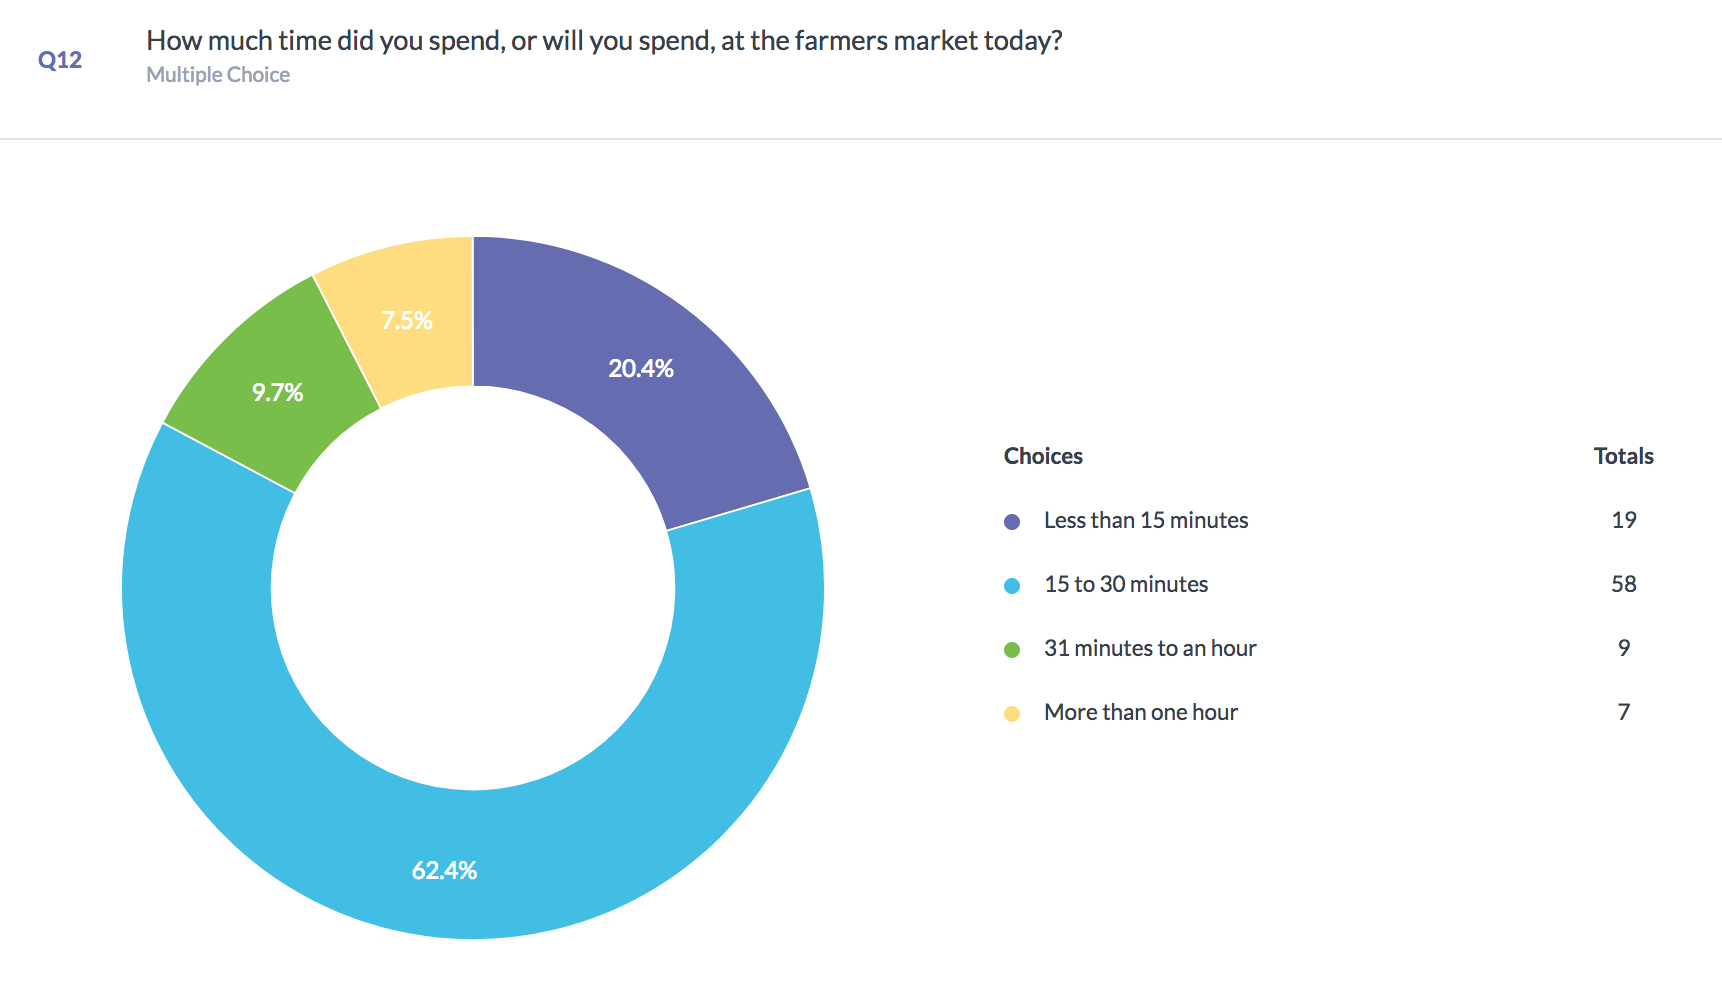 Q12
How much time did you spend, or will you spend, at the farmers market today?
Multiple Choice
7.5%
20.4%
9.7%
62.4%
Choices Totals
Less than 15 minutes 19
15 to 30 minutes 58
31 minutes to an hour 9
More than one hour 7